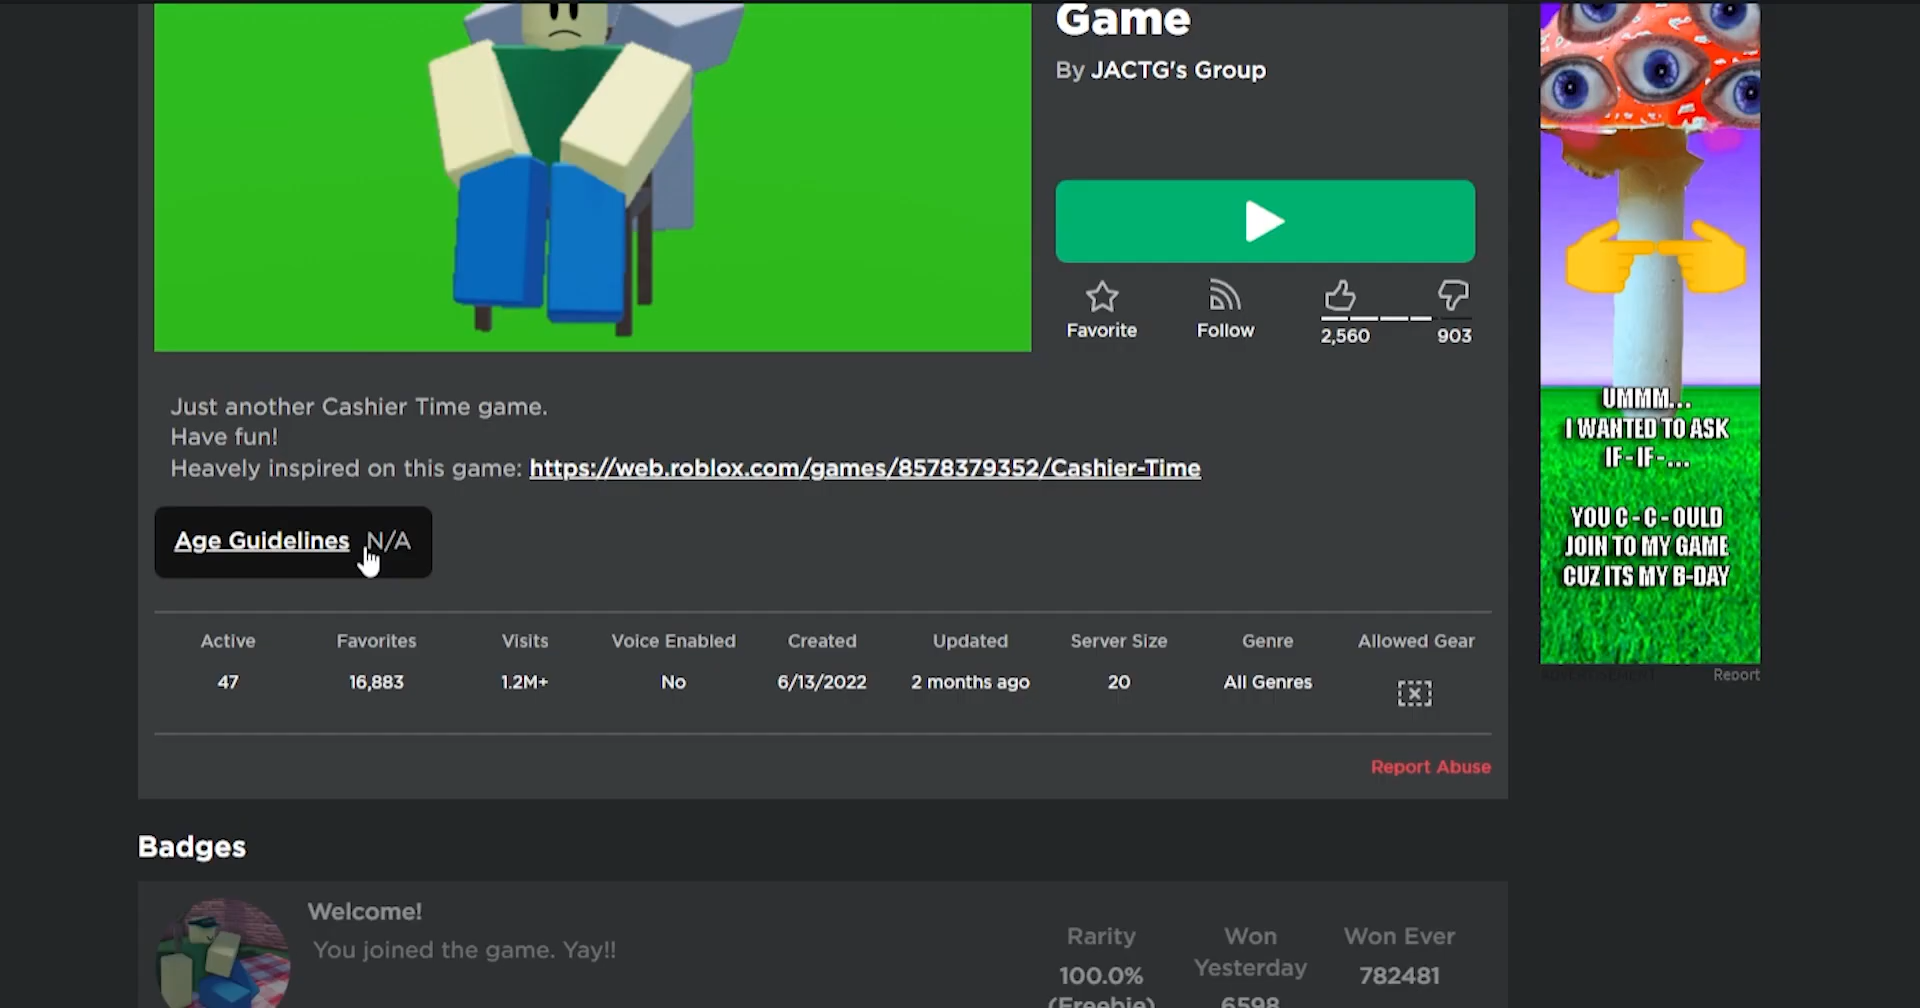 Game
By JACTG's Group
Favorite
Follow
2,560
903
Just another Cashier Time game.
Have fun!
Heavely inspired on this game: https://web.roblox.com/games/8578379352/Cashier-Time
Age Guidelines N/A
Active
Favorites
Visits
Voice Enabled
Created
Updated
Server Size
Genre
Allowed Gear
47
16,883
1.2M+
No
6/13/2022
2 months ago
20
All Genres
Report Abuse
UMMM...
I WANTED TO ASK
IF - IF -...
YOU C - C - OULD
JOIN TO MY GAME
CUZ ITS MY B-DAY
ADVERTISEMENT
Report
Badges
Welcome!
You joined the game. Yay!!
Rarity
100.0%
(Freebie)
Won
Yesterday
6598
Won Ever
782481